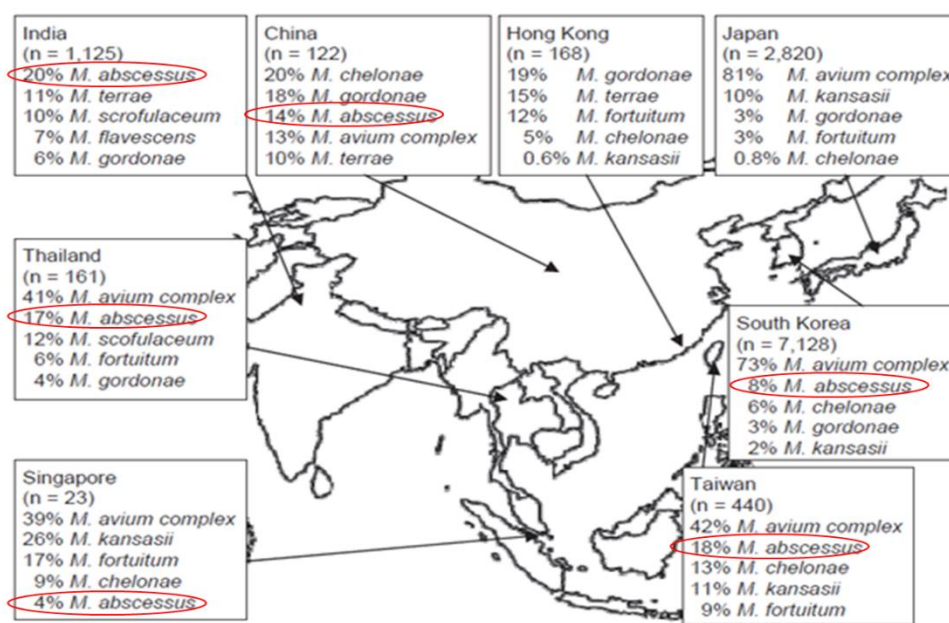 India
(n = 1,125)
20% M. abscessus
11% M. terrae
10% M. scrofulaceum
7% M. flavescens
6% M. gordonae
China
(n = 122)
20% M. chelonae
18% M. gordonae
14% M. abscessus
13% M. avium complex
10% M. terrae
Hong Kong
(n = 168)
19% M. gordonae
15% M. terrae
12% M. fortuitum
5% M. chelonae
0.6% M. kansasii
Japan
(n = 2,820)
81% M. avium complex
10% M. kansasii
3% M. gordonae
3% M. fortuitum
0.8% M. chelonae
Thailand
(n = 161)
41% M. avium complex
17% M. abscessus
12% M. scofulaceum
6% M. fortuitum
4% M. gordonae
South Korea
(n = 7,128)
73% M. avium complex
8% M. abscessus
6% M. chelonae
3% M. gordonae
2% M. kansasii
Singapore
(n = 23)
39% M. avium complex
26% M. kansasii
17% M. fortuitum
9% M. chelonae
4% M. abscessus
Taiwan
(n = 440)
42% M. avium complex
18% M. abscessus
13% M. chelonae
11% M. kansasii
9% M. fortuitum